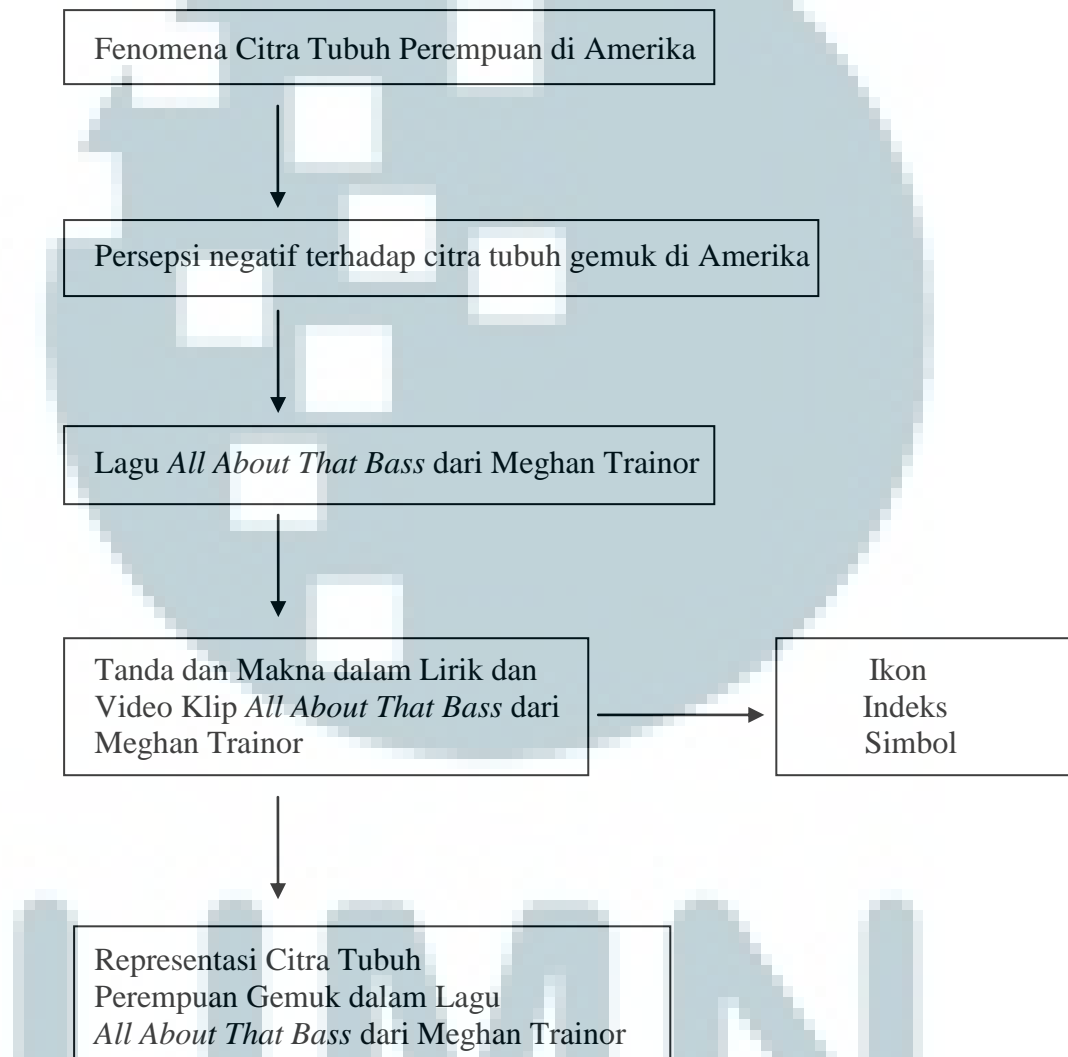 Fenomena Citra Tubuh Perempuan di Amerika
Persepsi negatif terhadap citra tubuh gemuk di Amerika
Lagu All About That Bass dari Meghan Trainor
Tanda dan Makna dalam Lirik dan
Video Klip All About That Bass dari
Meghan Trainor
Ikon
Indeks
Simbol
Representasi Citra Tubuh
Perempuan Gemuk dalam Lagu
All About That Bass dari Meghan Trainor
UMN